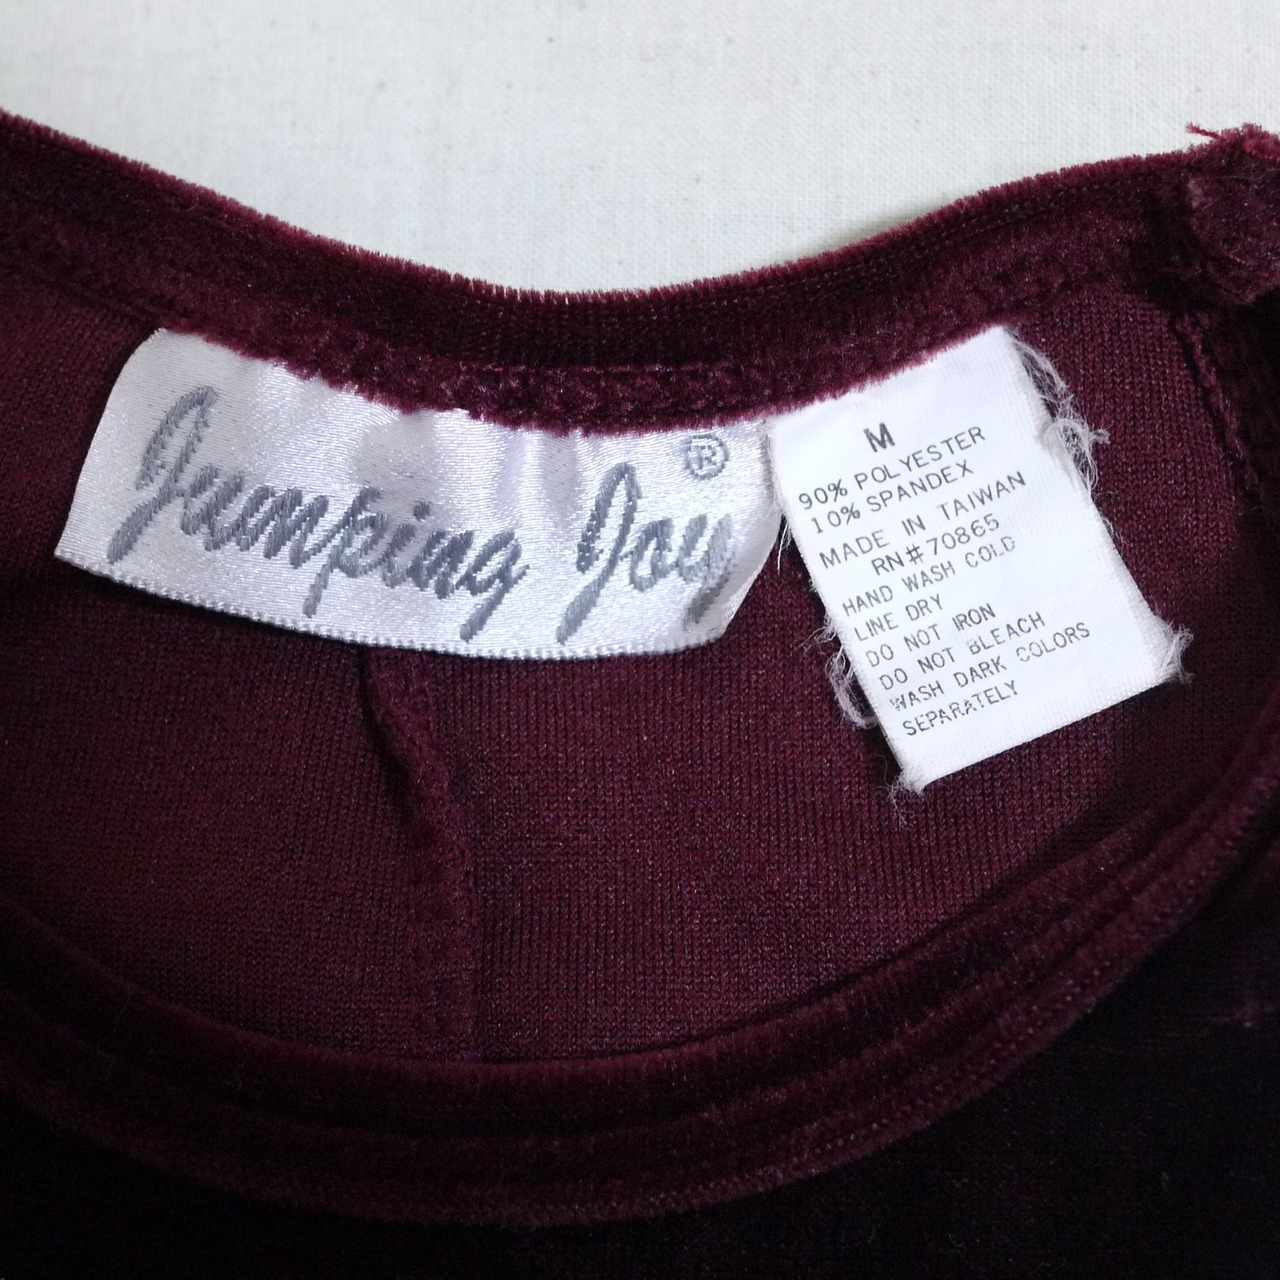 Jumping Joy ®
M
90% POLYESTER
10% SPANDEX
MADE IN TAIWAN
RN#70865
HAND WASH COLD
LINE DRY
DO NOT IRON
DO NOT BLEACH
WASH DARK COLORS
SEPARATELY